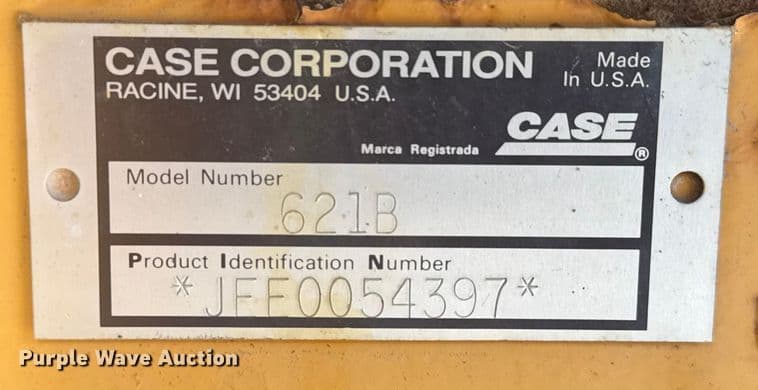 CASE CORPORATION
RACINE, WI 53404 U.S.A.
Made
In U.S.A.
CASE ®
Marca Registrada
Model Number
621B
Product Identification Number
*JEE0054397*
Purple Wave Auction